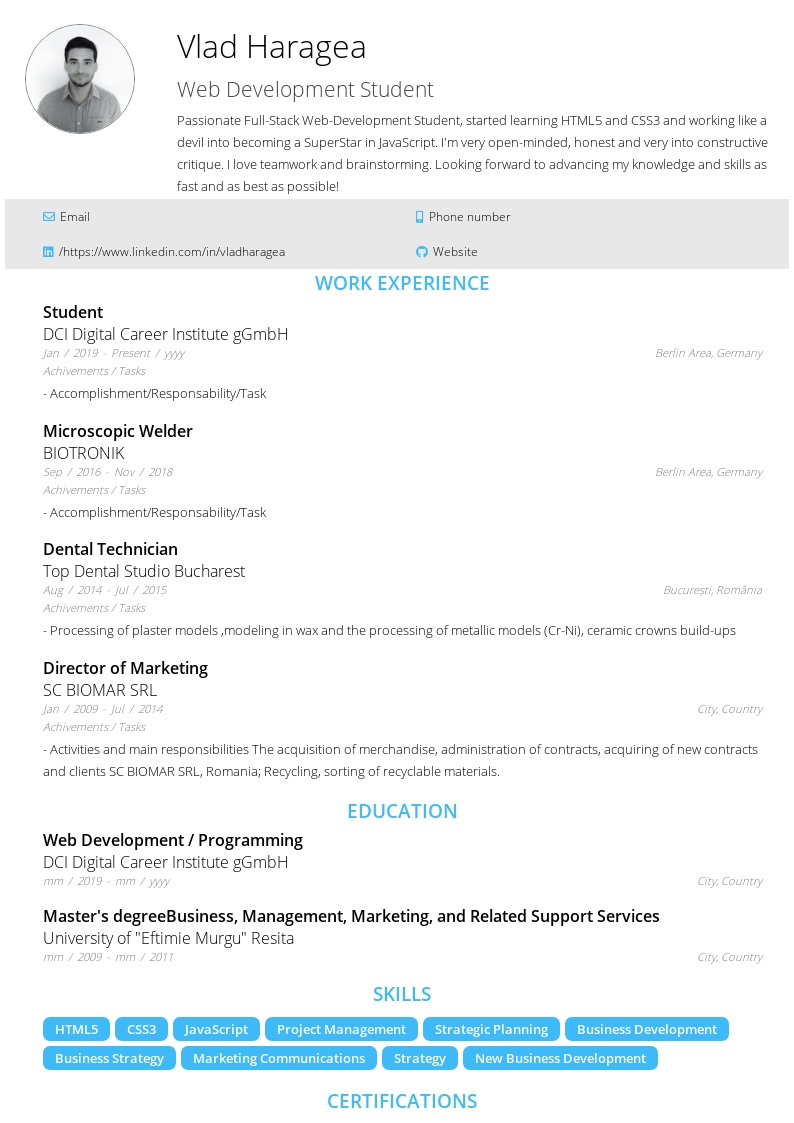 Vlad Haragea
Web Development Student
Passionate Full-Stack Web-Development Student, started learning HTML5 and CSS3 and working like a
devil into becoming a SuperStar in JavaScript. I'm very open-minded, honest and very into constructive
critique. I love teamwork and brainstorming. Looking forward to advancing my knowledge and skills as
fast and as best as possible!
Email
Phone number
/https://www.linkedin.com/in/vladharagea
Website
WORK EXPERIENCE
Student
DCI Digital Career Institute gGmbH
Jan / 2019 - Present / yyyy
Berlin Area, Germany
Achivements / Tasks
- Accomplishment/Responsability/Task
Microscopic Welder
BIOTRONIK
Sep / 2016 - Nov / 2018
Berlin Area, Germany
Achivements / Tasks
- Accomplishment/Responsability/Task
Dental Technician
Top Dental Studio Bucharest
Aug / 2014 - Jul / 2015
București, România
Achivements / Tasks
- Processing of plaster models ,modeling in wax and the processing of metallic models (Cr-Ni), ceramic crowns build-ups
Director of Marketing
SC BIOMAR SRL
Jan / 2009 - Jul / 2014
City, Country
Achivements / Tasks
- Activities and main responsibilities The acquisition of merchandise, administration of contracts, acquiring of new contracts
and clients SC BIOMAR SRL, Romania; Recycling, sorting of recyclable materials.
EDUCATION
Web Development / Programming
DCI Digital Career Institute gGmbH
mm / 2019 - mm / yyyy
City, Country
Master's degreeBusiness, Management, Marketing, and Related Support Services
University of "Eftimie Murgu" Resita
mm / 2009 - mm / 2011
City, Country
SKILLS
HTML5 CSS3 JavaScript Project Management Strategic Planning Business Development
Business Strategy Marketing Communications Strategy New Business Development
CERTIFICATIONS